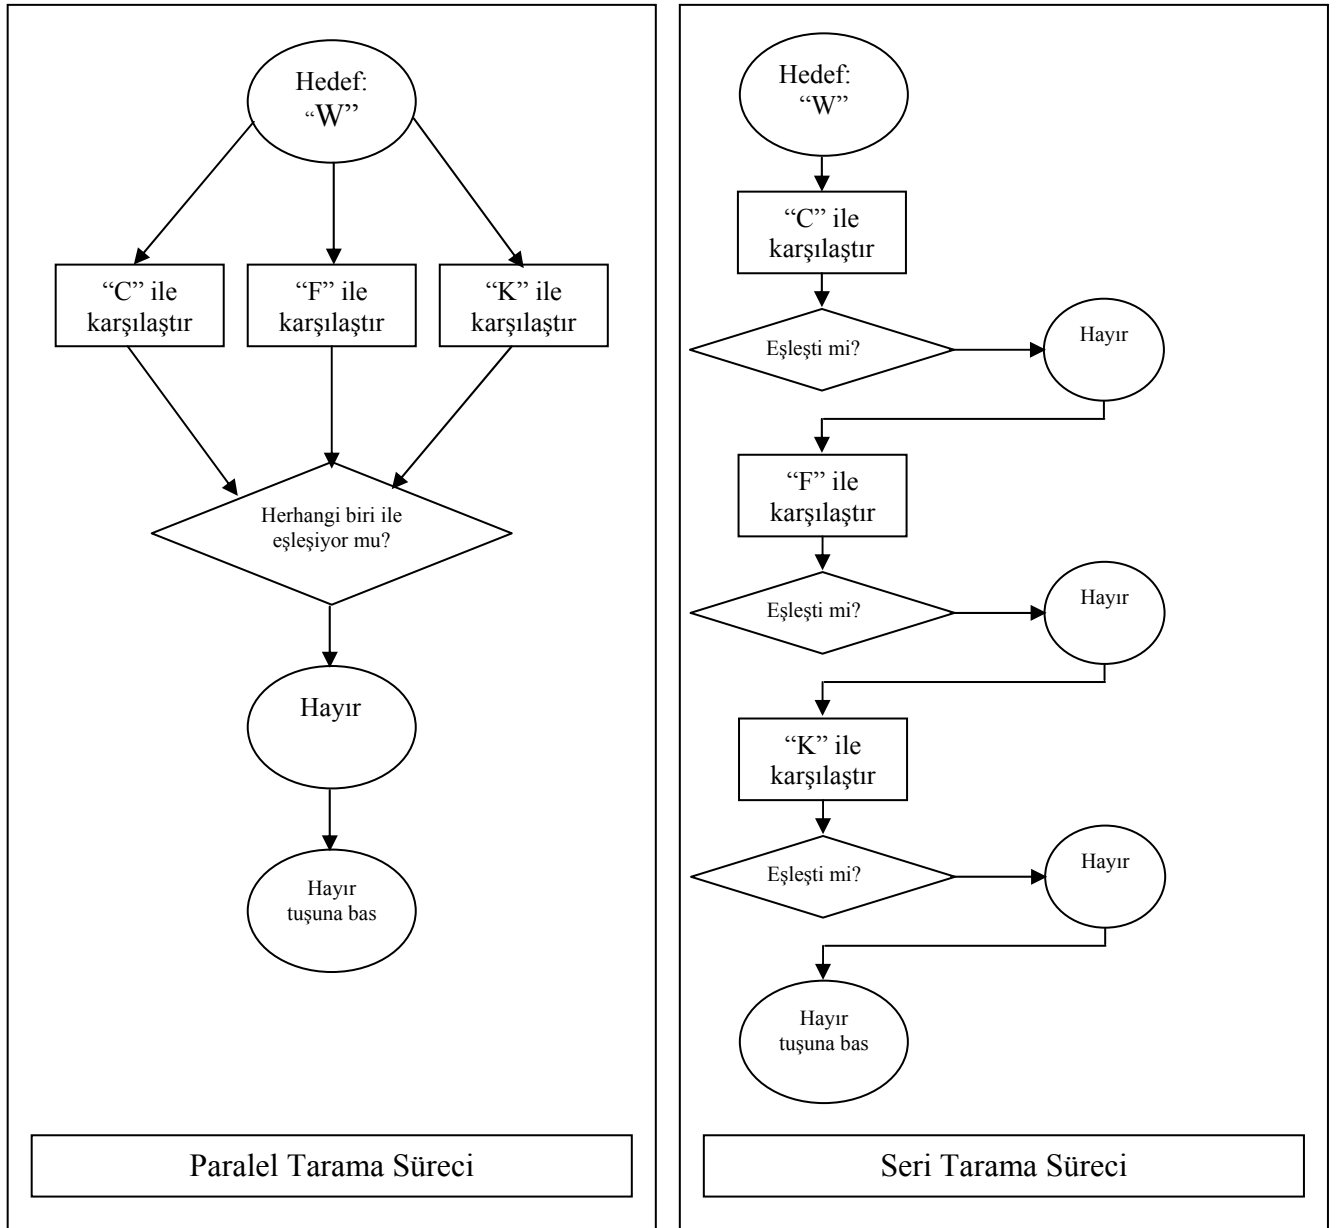 Hedef:
“W”
“C” ile
karşılaştır
“F” ile
karşılaştır
“K” ile
karşılaştır
Herhangi biri ile
eşleşiyor mu?
Hayır
Hayır
tuşuna bas
Paralel Tarama Süreci
Hedef:
“W”
“C” ile
karşılaştır
Eşleşti mi?
Hayır
“F” ile
karşılaştır
Eşleşti mi?
Hayır
“K” ile
karşılaştır
Eşleşti mi?
Hayır
Hayır
tuşuna bas
Seri Tarama Süreci